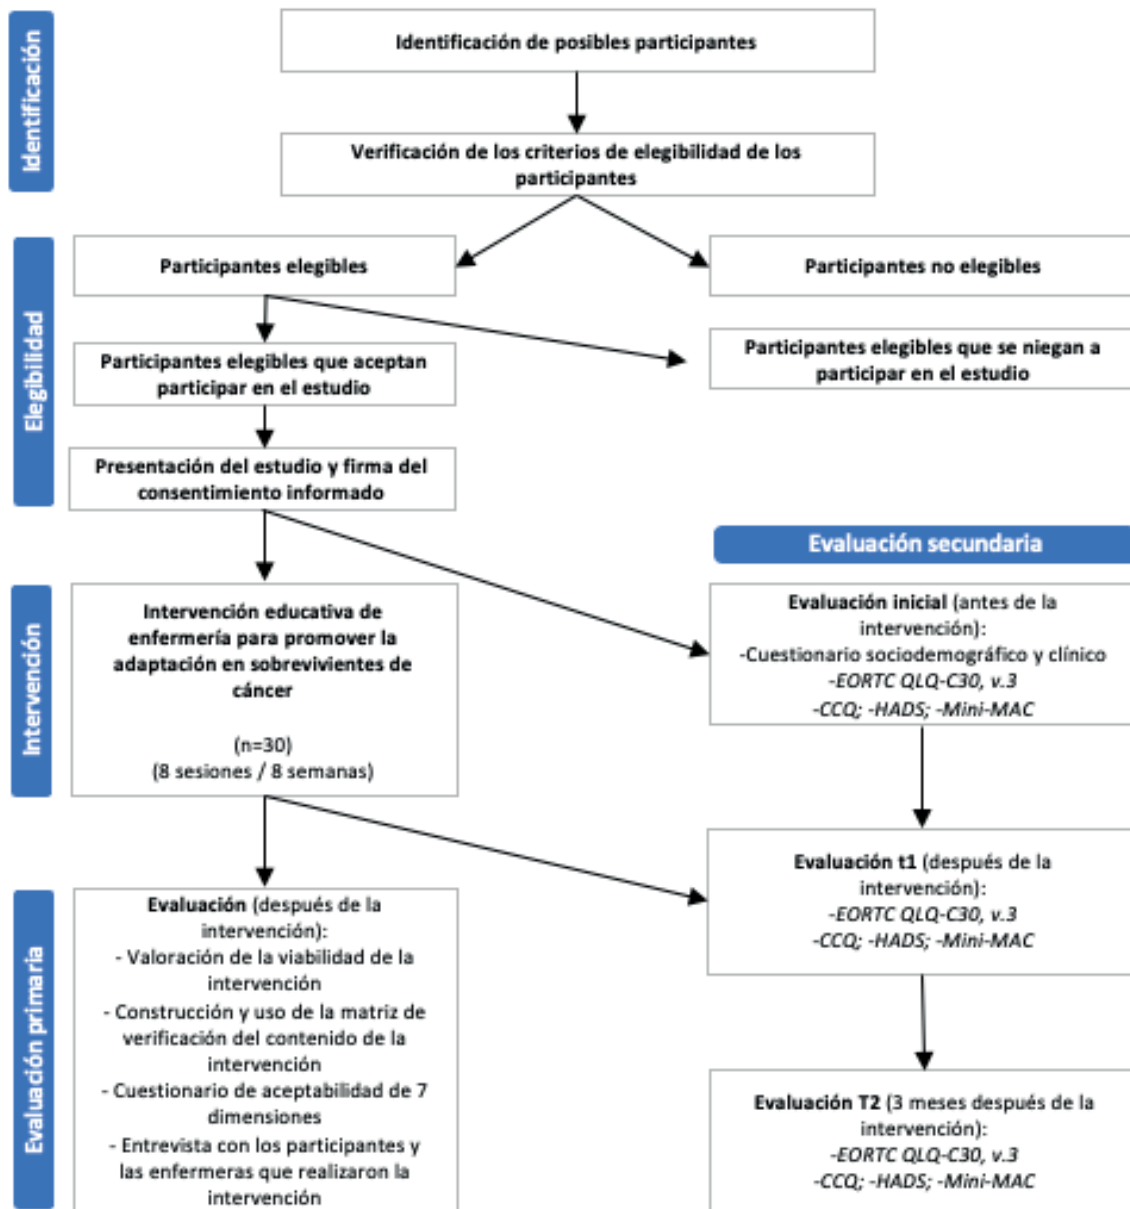 Identificación
Identificación de posibles participantes
Verificación de los criterios de elegibilidad de los
participantes
Elegibilidad
Participantes elegibles
Participantes no elegibles
Participantes elegibles que aceptan
participar en el estudio
Participantes elegibles que se niegan a
participar en el estudio
Presentación del estudio y firma del
consentimiento informado
Intervención
Intervención educativa de
enfermería para promover la
adaptación en sobrevivientes de
cáncer
(n=30)
(8 sesiones / 8 semanas)
Evaluación secundaria
Evaluación inicial (antes de la
intervención):
-Cuestionario sociodemográfico y clínico
-EORTC QLQ-C30, v.3
-CCQ; -HADS; -Mini-MAC
Evaluación t1 (después de la
intervención):
-EORTC QLQ-C30, v.3
-CCQ; -HADS; -Mini-MAC
Evaluación T2 (3 meses después de la
intervención):
-EORTC QLQ-C30, v.3
-CCQ; -HADS; -Mini-MAC
Evaluación primaria
Evaluación (después de la
intervención):
- Valoración de la viabilidad de la
intervención
- Construcción y uso de la matriz de
verificación del contenido de la
intervención
- Cuestionario de aceptabilidad de 7
dimensiones
- Entrevista con los participantes y
las enfermeras que realizaron la
intervención